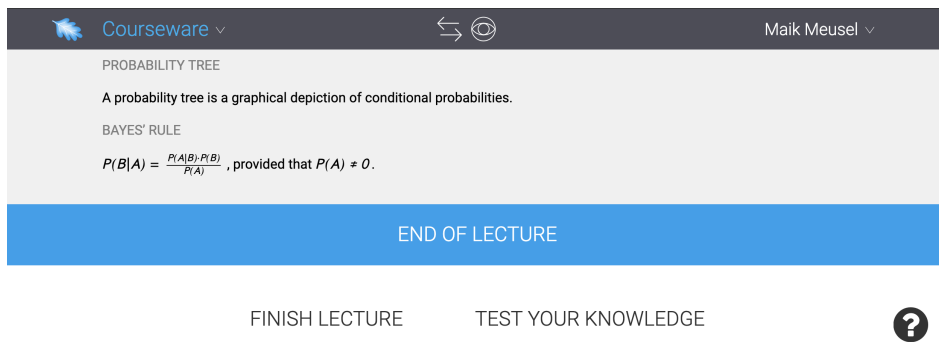 Courseware
Maik Meusel
PROBABILITY TREE
A probability tree is a graphical depiction of conditional probabilities.
BAYES' RULE
P(B|A) = P(A|B)·P(B) / P(A) , provided that P(A) ≠ 0 .
END OF LECTURE
FINISH LECTURE
TEST YOUR KNOWLEDGE
?